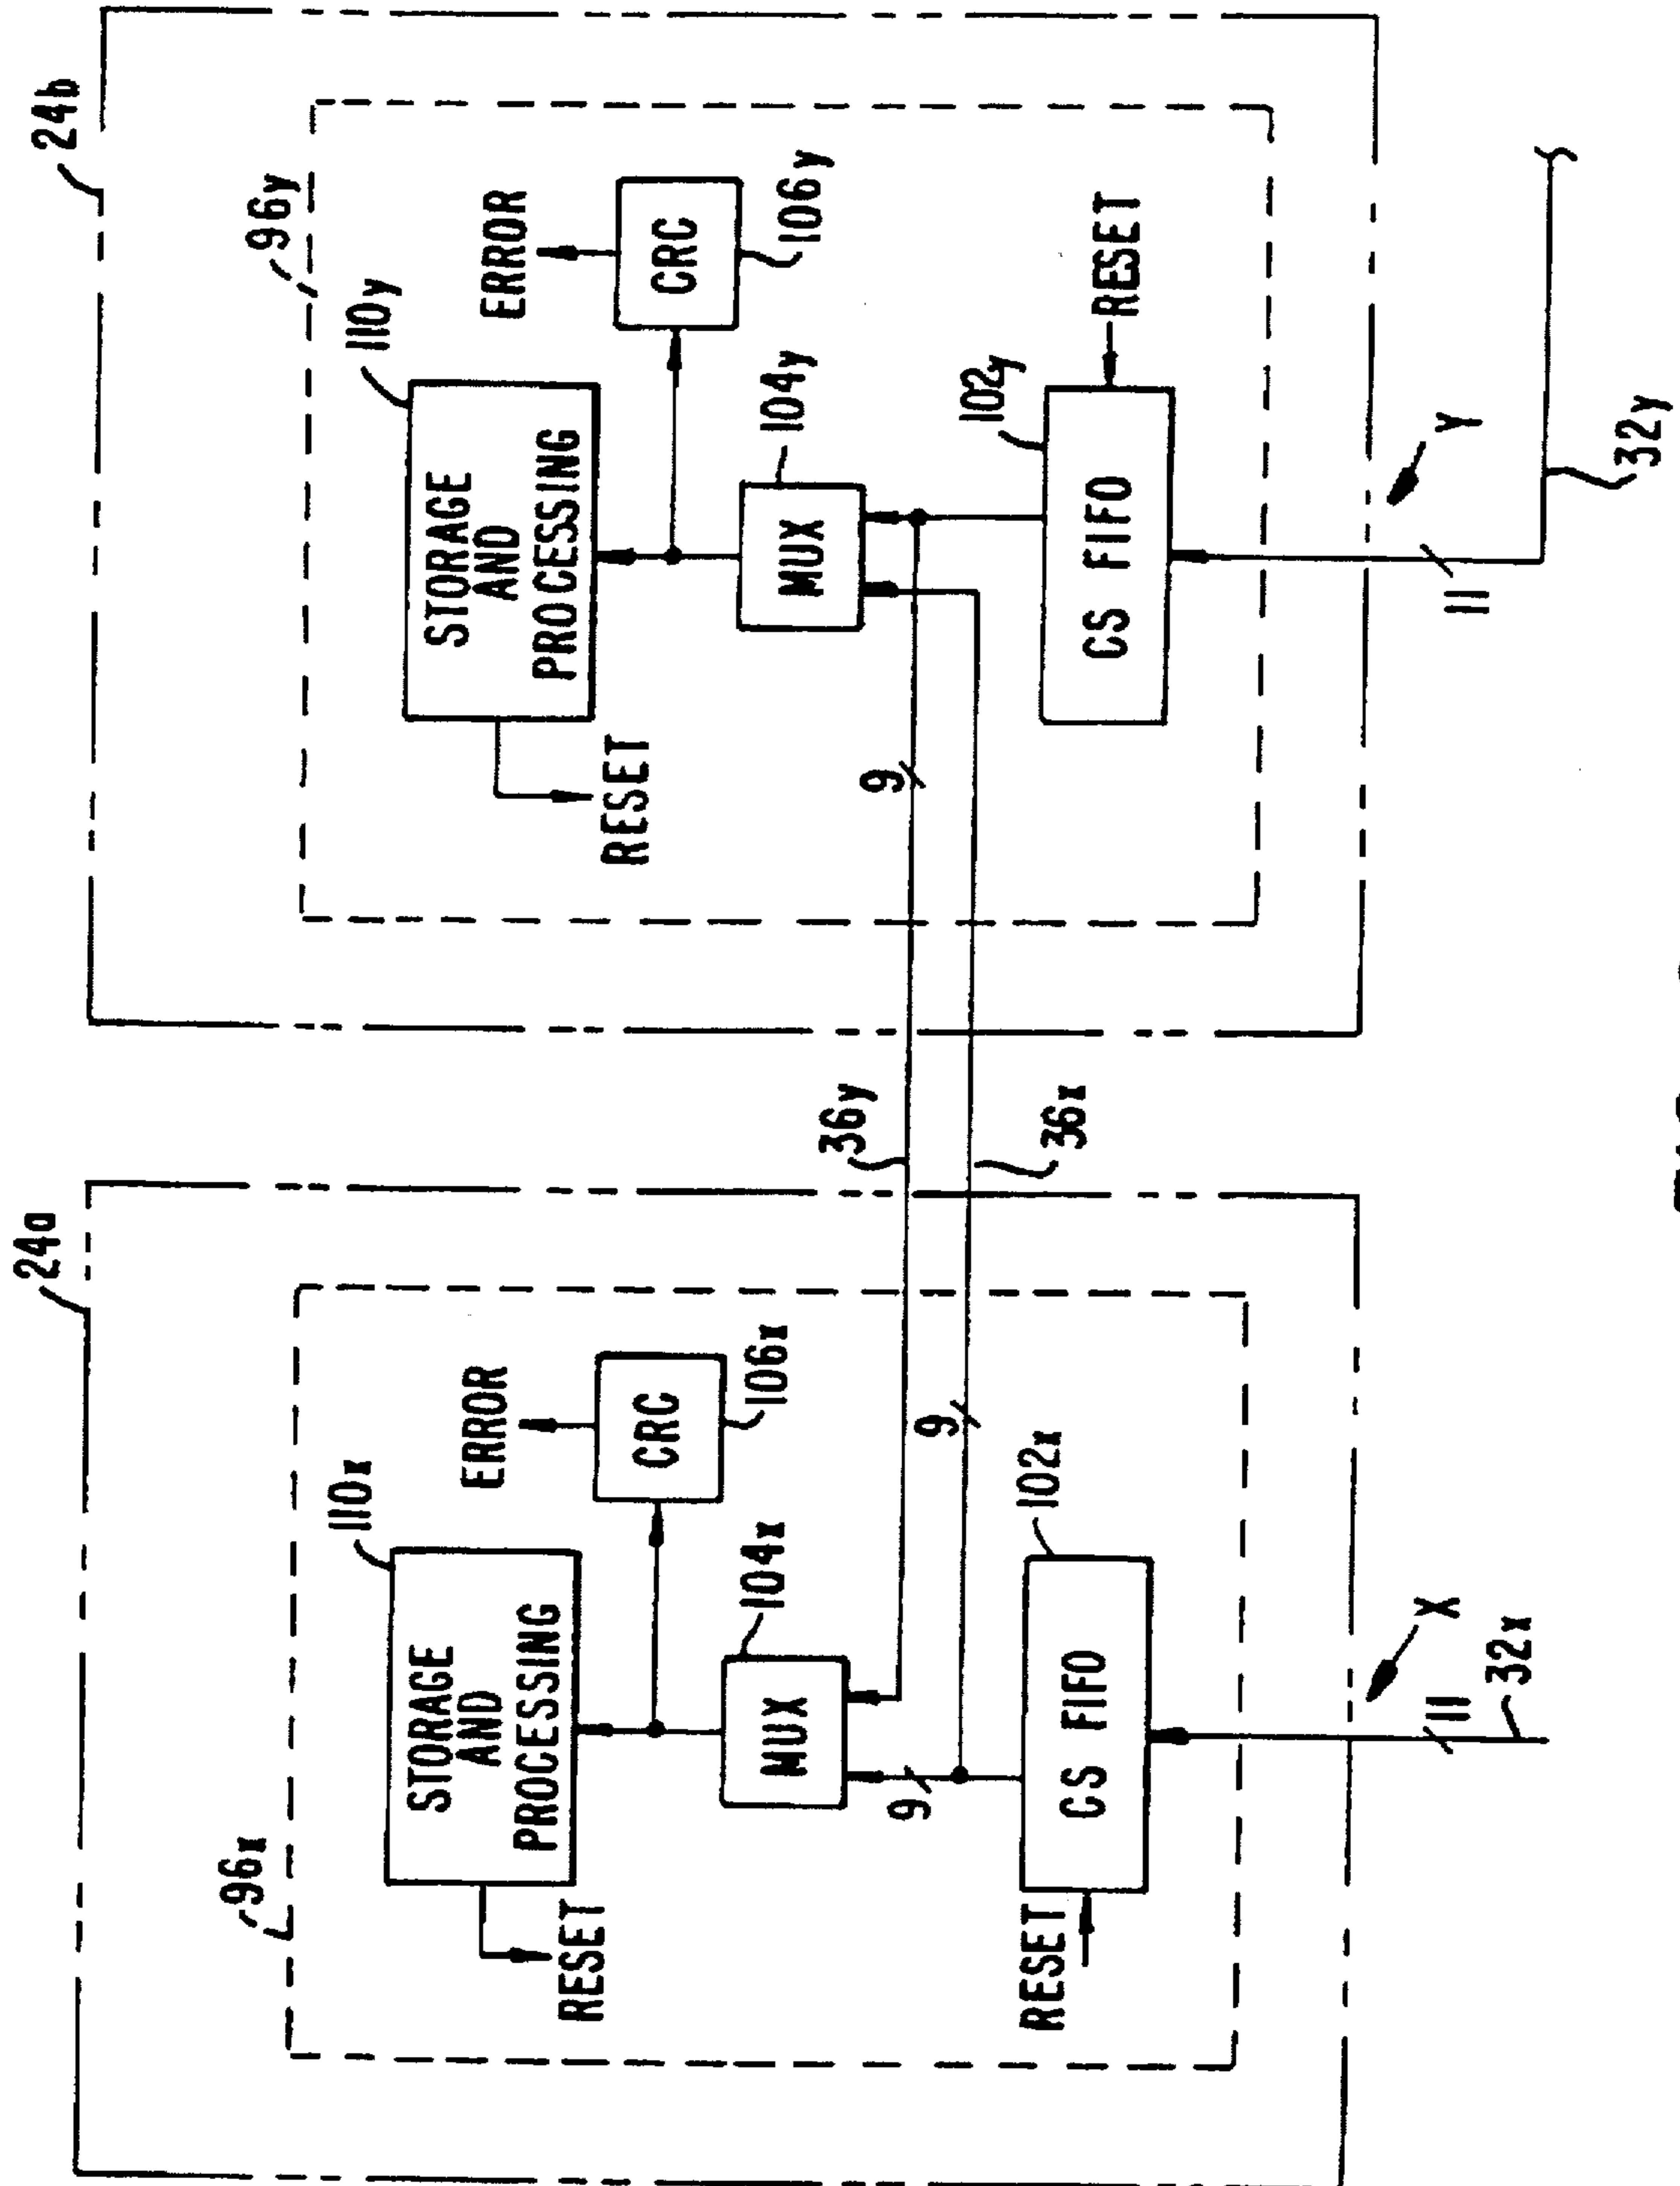 24a
96x
110x
STORAGE
AND
PROCESSING
RESET
ERROR
CRC
106x
104x
MUX
9
9
102x
CS FIFO
RESET
X
11
32x
36y
36x
24b
96y
110y
STORAGE
AND
PROCESSING
RESET
ERROR
CRC
106y
104y
MUX
9
102y
CS FIFO
RESET
Y
11
32y